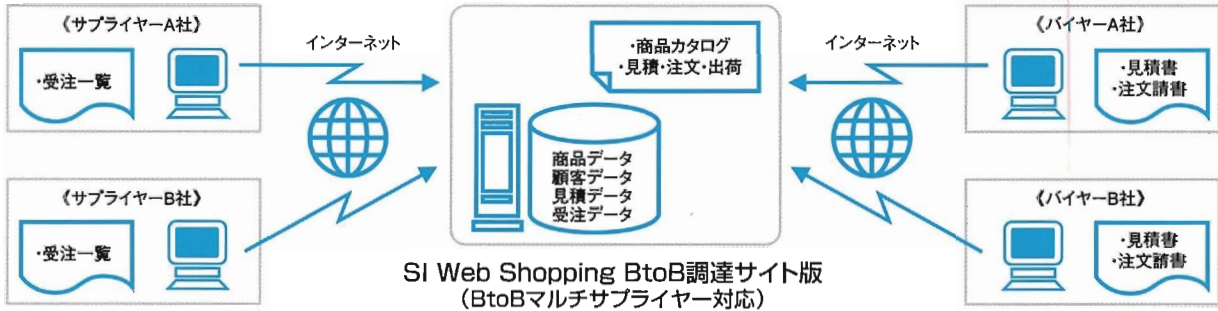 《サプライヤーA社》
・受注一覧
インターネット
《サプライヤーB社》
・受注一覧
・商品カタログ
・見積・注文・出荷
商品データ
顧客データ
見積データ
受注データ
SI Web Shopping BtoB調達サイト版
(BtoBマルチサプライヤー対応)
インターネット
《バイヤーA社》
・見積書
・注文請書
《バイヤーB社》
・見積書
・注文請書